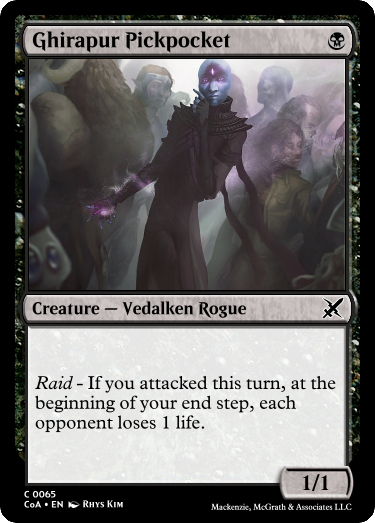 Ghirapur Pickpocket
Creature — Vedalken Rogue
Raid - If you attacked this turn, at the
beginning of your end step, each
opponent loses 1 life.
1/1
C 0065
CoA • EN Rhys Kim
Mackenzie, McGrath & Associates LLC